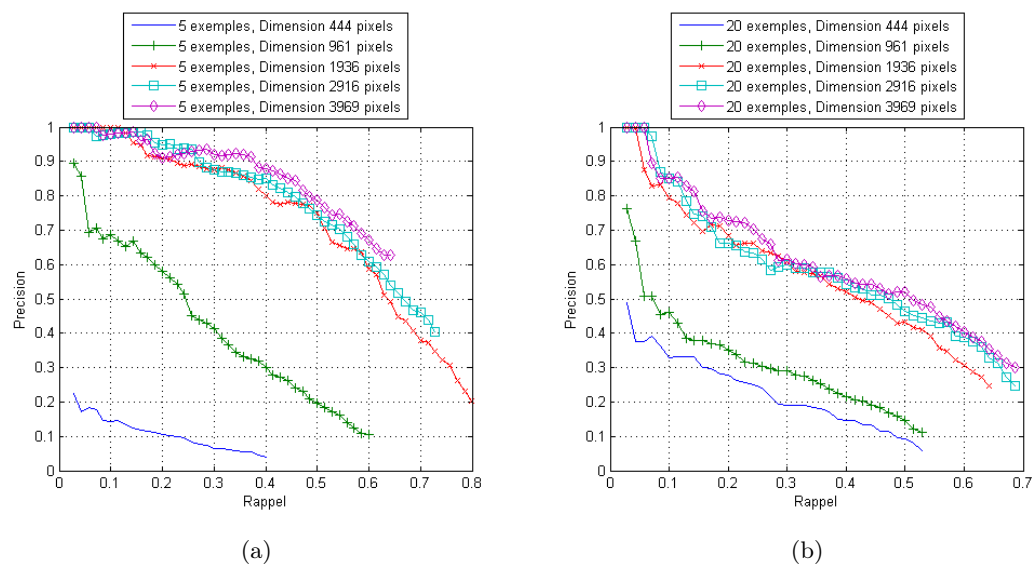 5 exemples, Dimension 444 pixels
5 exemples, Dimension 961 pixels
5 exemples, Dimension 1936 pixels
5 exemples, Dimension 2916 pixels
5 exemples, Dimension 3969 pixels
1
0.9
0.8
0.7
0.6
0.5
0.4
0.3
0.2
0.1
0
Precision
0 0.1 0.2 0.3 0.4 0.5 0.6 0.7 0.8
Rappel
(a)
20 exemples, Dimension 444 pixels
20 exemples, Dimension 961 pixels
20 exemples, Dimension 1936 pixels
20 exemples, Dimension 2916 pixels
20 exemples, Dimension 3969 pixels
1
0.9
0.8
0.7
0.6
0.5
0.4
0.3
0.2
0.1
0
Precision
0 0.1 0.2 0.3 0.4 0.5 0.6 0.7
Rappel
(b)